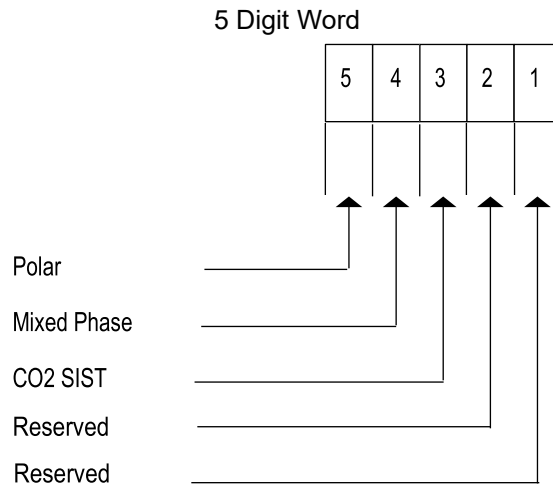 5 Digit Word
5 4 3 2 1
Polar
Mixed Phase
CO2 SIST
Reserved
Reserved